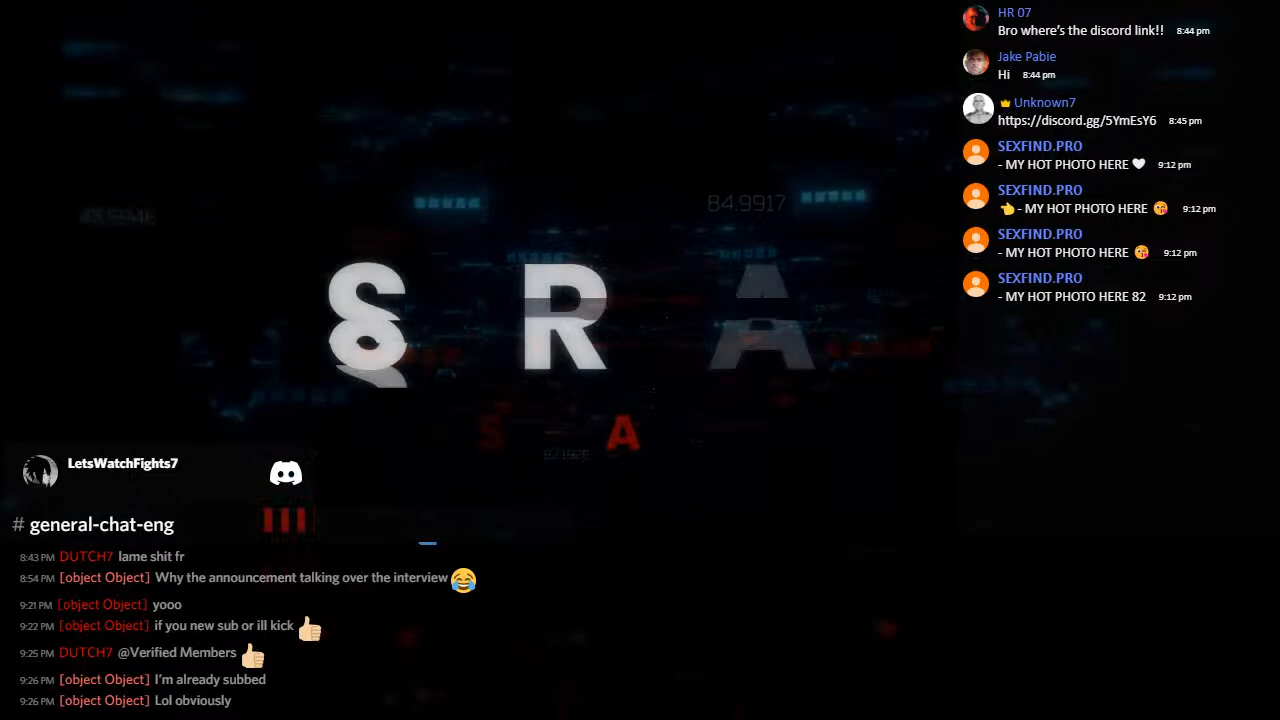 HR 07
Bro where's the discord link!! 8:44 pm
Jake Pabie
Hi 8:44 pm
Unknown7
https://discord.gg/5YmEsY6 8:45 pm
SEXFIND.PRO
- MY HOT PHOTO HERE 🤍 9:12 pm
SEXFIND.PRO
👈 - MY HOT PHOTO HERE 😘 9:12 pm
SEXFIND.PRO
- MY HOT PHOTO HERE 😘 9:12 pm
SEXFIND.PRO
- MY HOT PHOTO HERE 82 9:12 pm
84.9917
S R A
S A
LetsWatchFights7
# general-chat-eng
8:43 PM DUTCH7 lame shit fr
8:54 PM [object Object] Why the announcement talking over the interview 😂
9:21 PM [object Object] yooo
9:22 PM [object Object] if you new sub or ill kick 👍🏼
9:25 PM DUTCH7 @Verified Members 👍🏼
9:26 PM [object Object] I'm already subbed
9:26 PM [object Object] Lol obviously